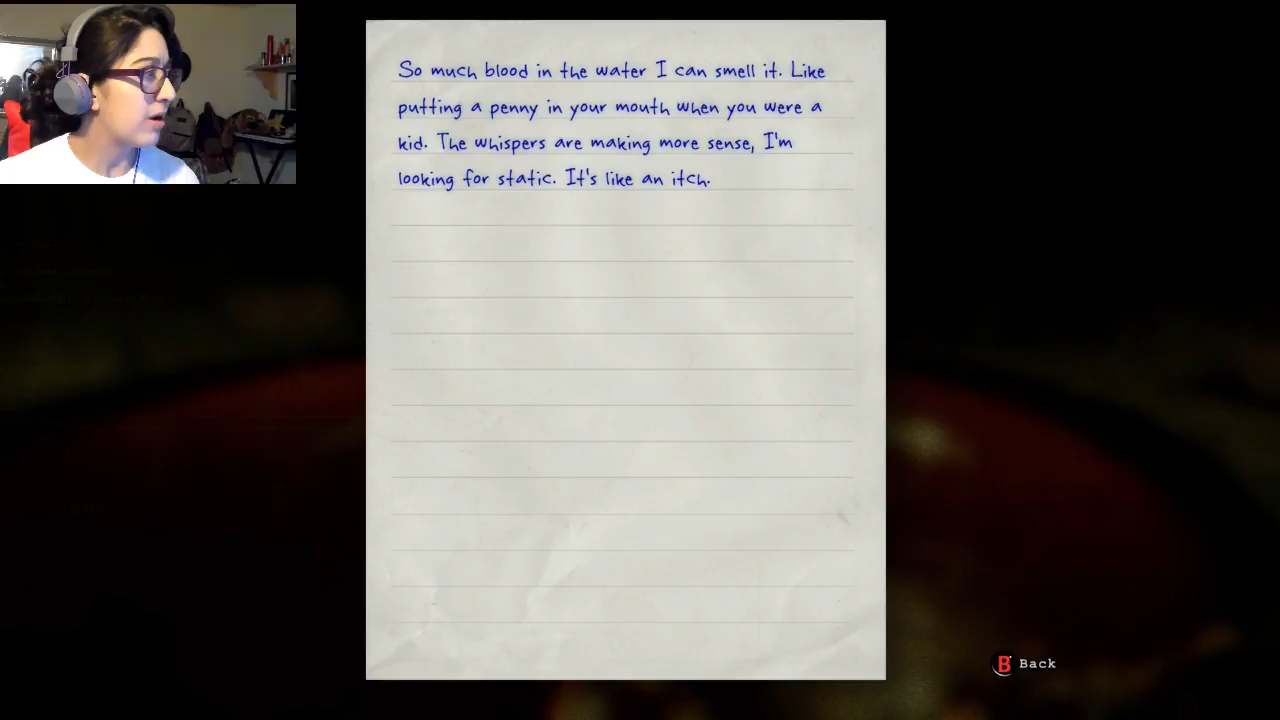 So much blood in the water I can smell it. Like
putting a penny in your mouth when you were a
kid. The whispers are making more sense, I'm
looking for static. It's like an itch.
B Back